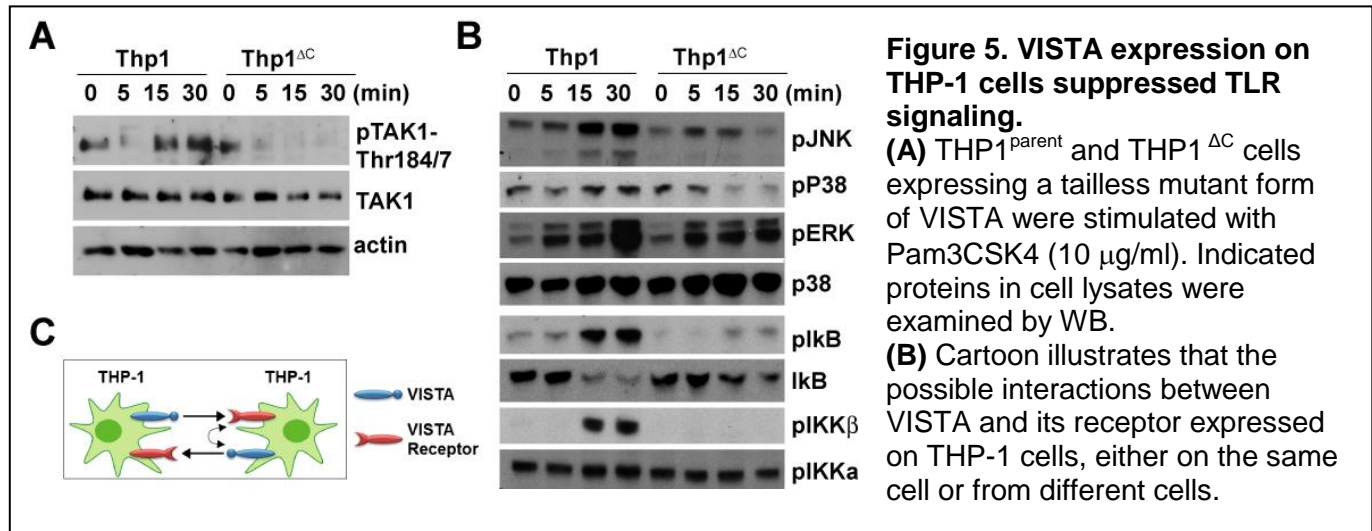 A
Thp1 Thp1ΔC
0 5 15 30 0 5 15 30 (min)
pTAK1-
Thr184/7
TAK1
actin
B
Thp1 Thp1ΔC
0 5 15 30 0 5 15 30
pJNK
pP38
pERK
p38
pIkB
IkB
pIKKβ
pIKKa
C
THP-1 THP-1
VISTA
VISTA
Receptor
Figure 5. VISTA expression on
THP-1 cells suppressed TLR
signaling.
(A) THP1parent and THP1 ΔC cells
expressing a tailless mutant form
of VISTA were stimulated with
Pam3CSK4 (10 μg/ml). Indicated
proteins in cell lysates were
examined by WB.
(B) Cartoon illustrates that the
possible interactions between
VISTA and its receptor expressed
on THP-1 cells, either on the same
cell or from different cells.